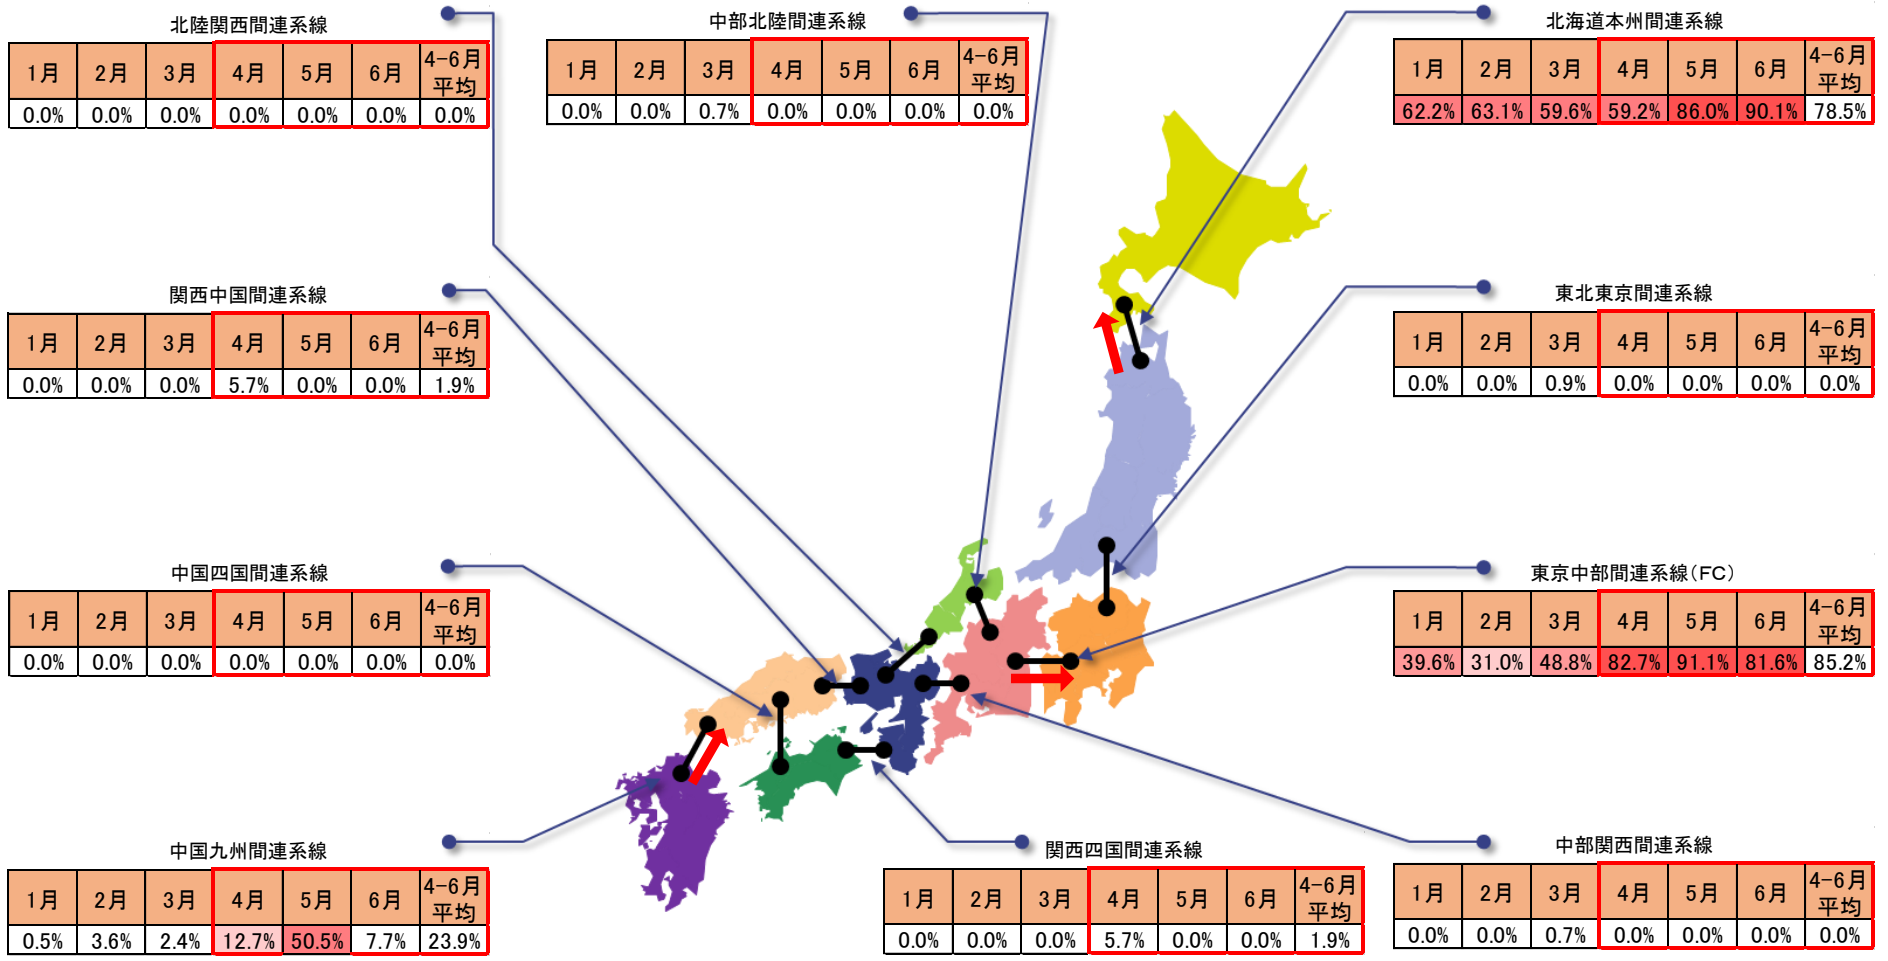 北陸関西間連系線
1月 2月 3月 4月 5月 6月 4-6月
平均
0.0% 0.0% 0.0% 0.0% 0.0% 0.0% 0.0%
中部北陸間連系線
1月 2月 3月 4月 5月 6月 4-6月
平均
0.0% 0.0% 0.7% 0.0% 0.0% 0.0% 0.0%
北海道本州間連系線
1月 2月 3月 4月 5月 6月 4-6月
平均
62.2% 63.1% 59.6% 59.2% 86.0% 90.1% 78.5%
関西中国間連系線
1月 2月 3月 4月 5月 6月 4-6月
平均
0.0% 0.0% 0.0% 5.7% 0.0% 0.0% 1.9%
東北東京間連系線
1月 2月 3月 4月 5月 6月 4-6月
平均
0.0% 0.0% 0.9% 0.0% 0.0% 0.0% 0.0%
中国四国間連系線
1月 2月 3月 4月 5月 6月 4-6月
平均
0.0% 0.0% 0.0% 0.0% 0.0% 0.0% 0.0%
東京中部間連系線(FC)
1月 2月 3月 4月 5月 6月 4-6月
平均
39.6% 31.0% 48.8% 82.7% 91.1% 81.6% 85.2%
中国九州間連系線
1月 2月 3月 4月 5月 6月 4-6月
平均
0.5% 3.6% 2.4% 12.7% 50.5% 7.7% 23.9%
関西四国間連系線
1月 2月 3月 4月 5月 6月 4-6月
平均
0.0% 0.0% 0.0% 5.7% 0.0% 0.0% 1.9%
中部関西間連系線
1月 2月 3月 4月 5月 6月 4-6月
平均
0.0% 0.0% 0.7% 0.0% 0.0% 0.0% 0.0%